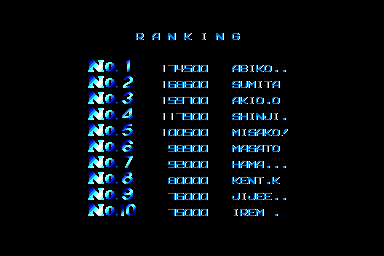 RANKING
No. 1 174500 ABIKO..
No. 2 168600 SUMITA
No. 3 159700 AKIO.O
No. 4 117900 SHINJI.
No. 5 100500 MISAKO!
No. 6 98900 MASATO
No. 7 92000 HAMA...
No. 8 80000 KENT.K
No. 9 76000 JIJEE..
No. 10 75000 IREM .